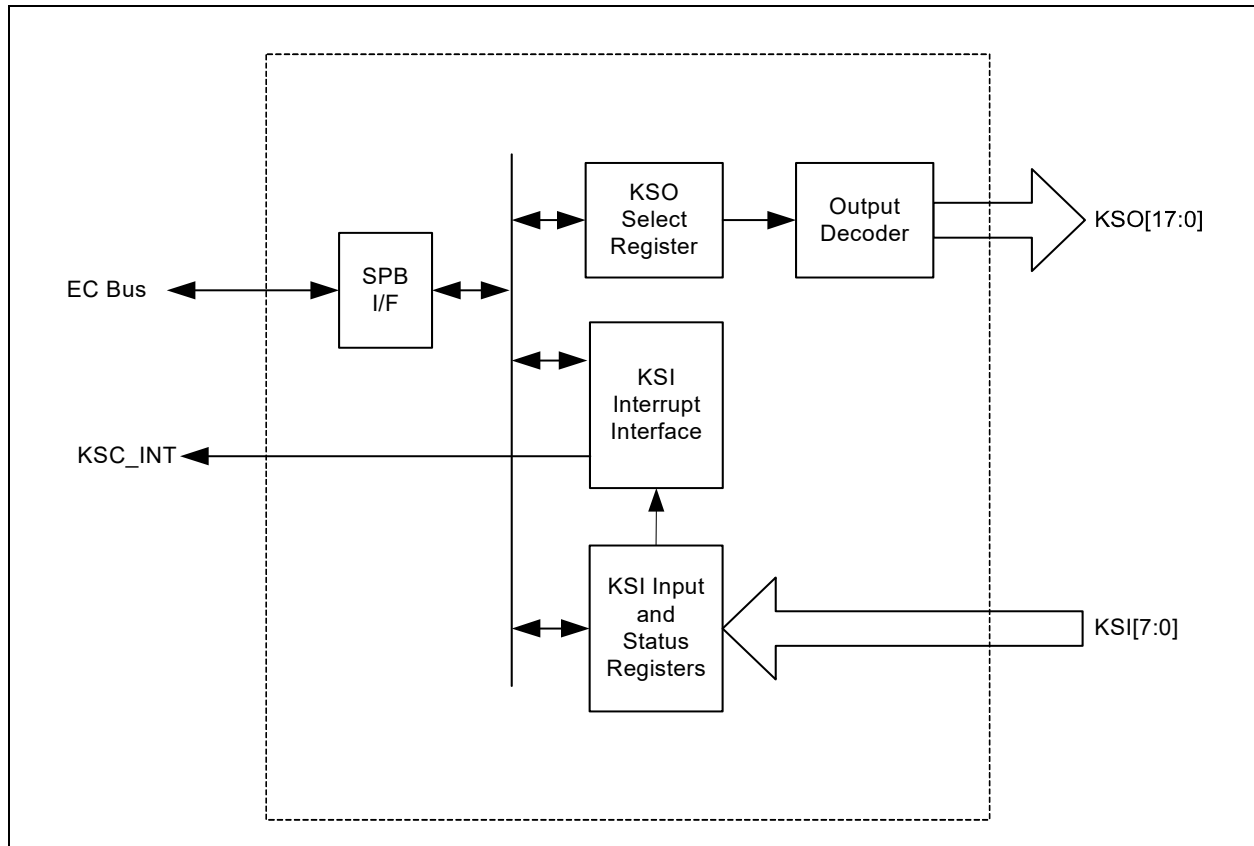 KSO
Select
Register
Output
Decoder
KSO[17:0]
SPB
I/F
EC Bus
KSI
Interrupt
Interface
KSC_INT
KSI Input
and
Status
Registers
KSI[7:0]